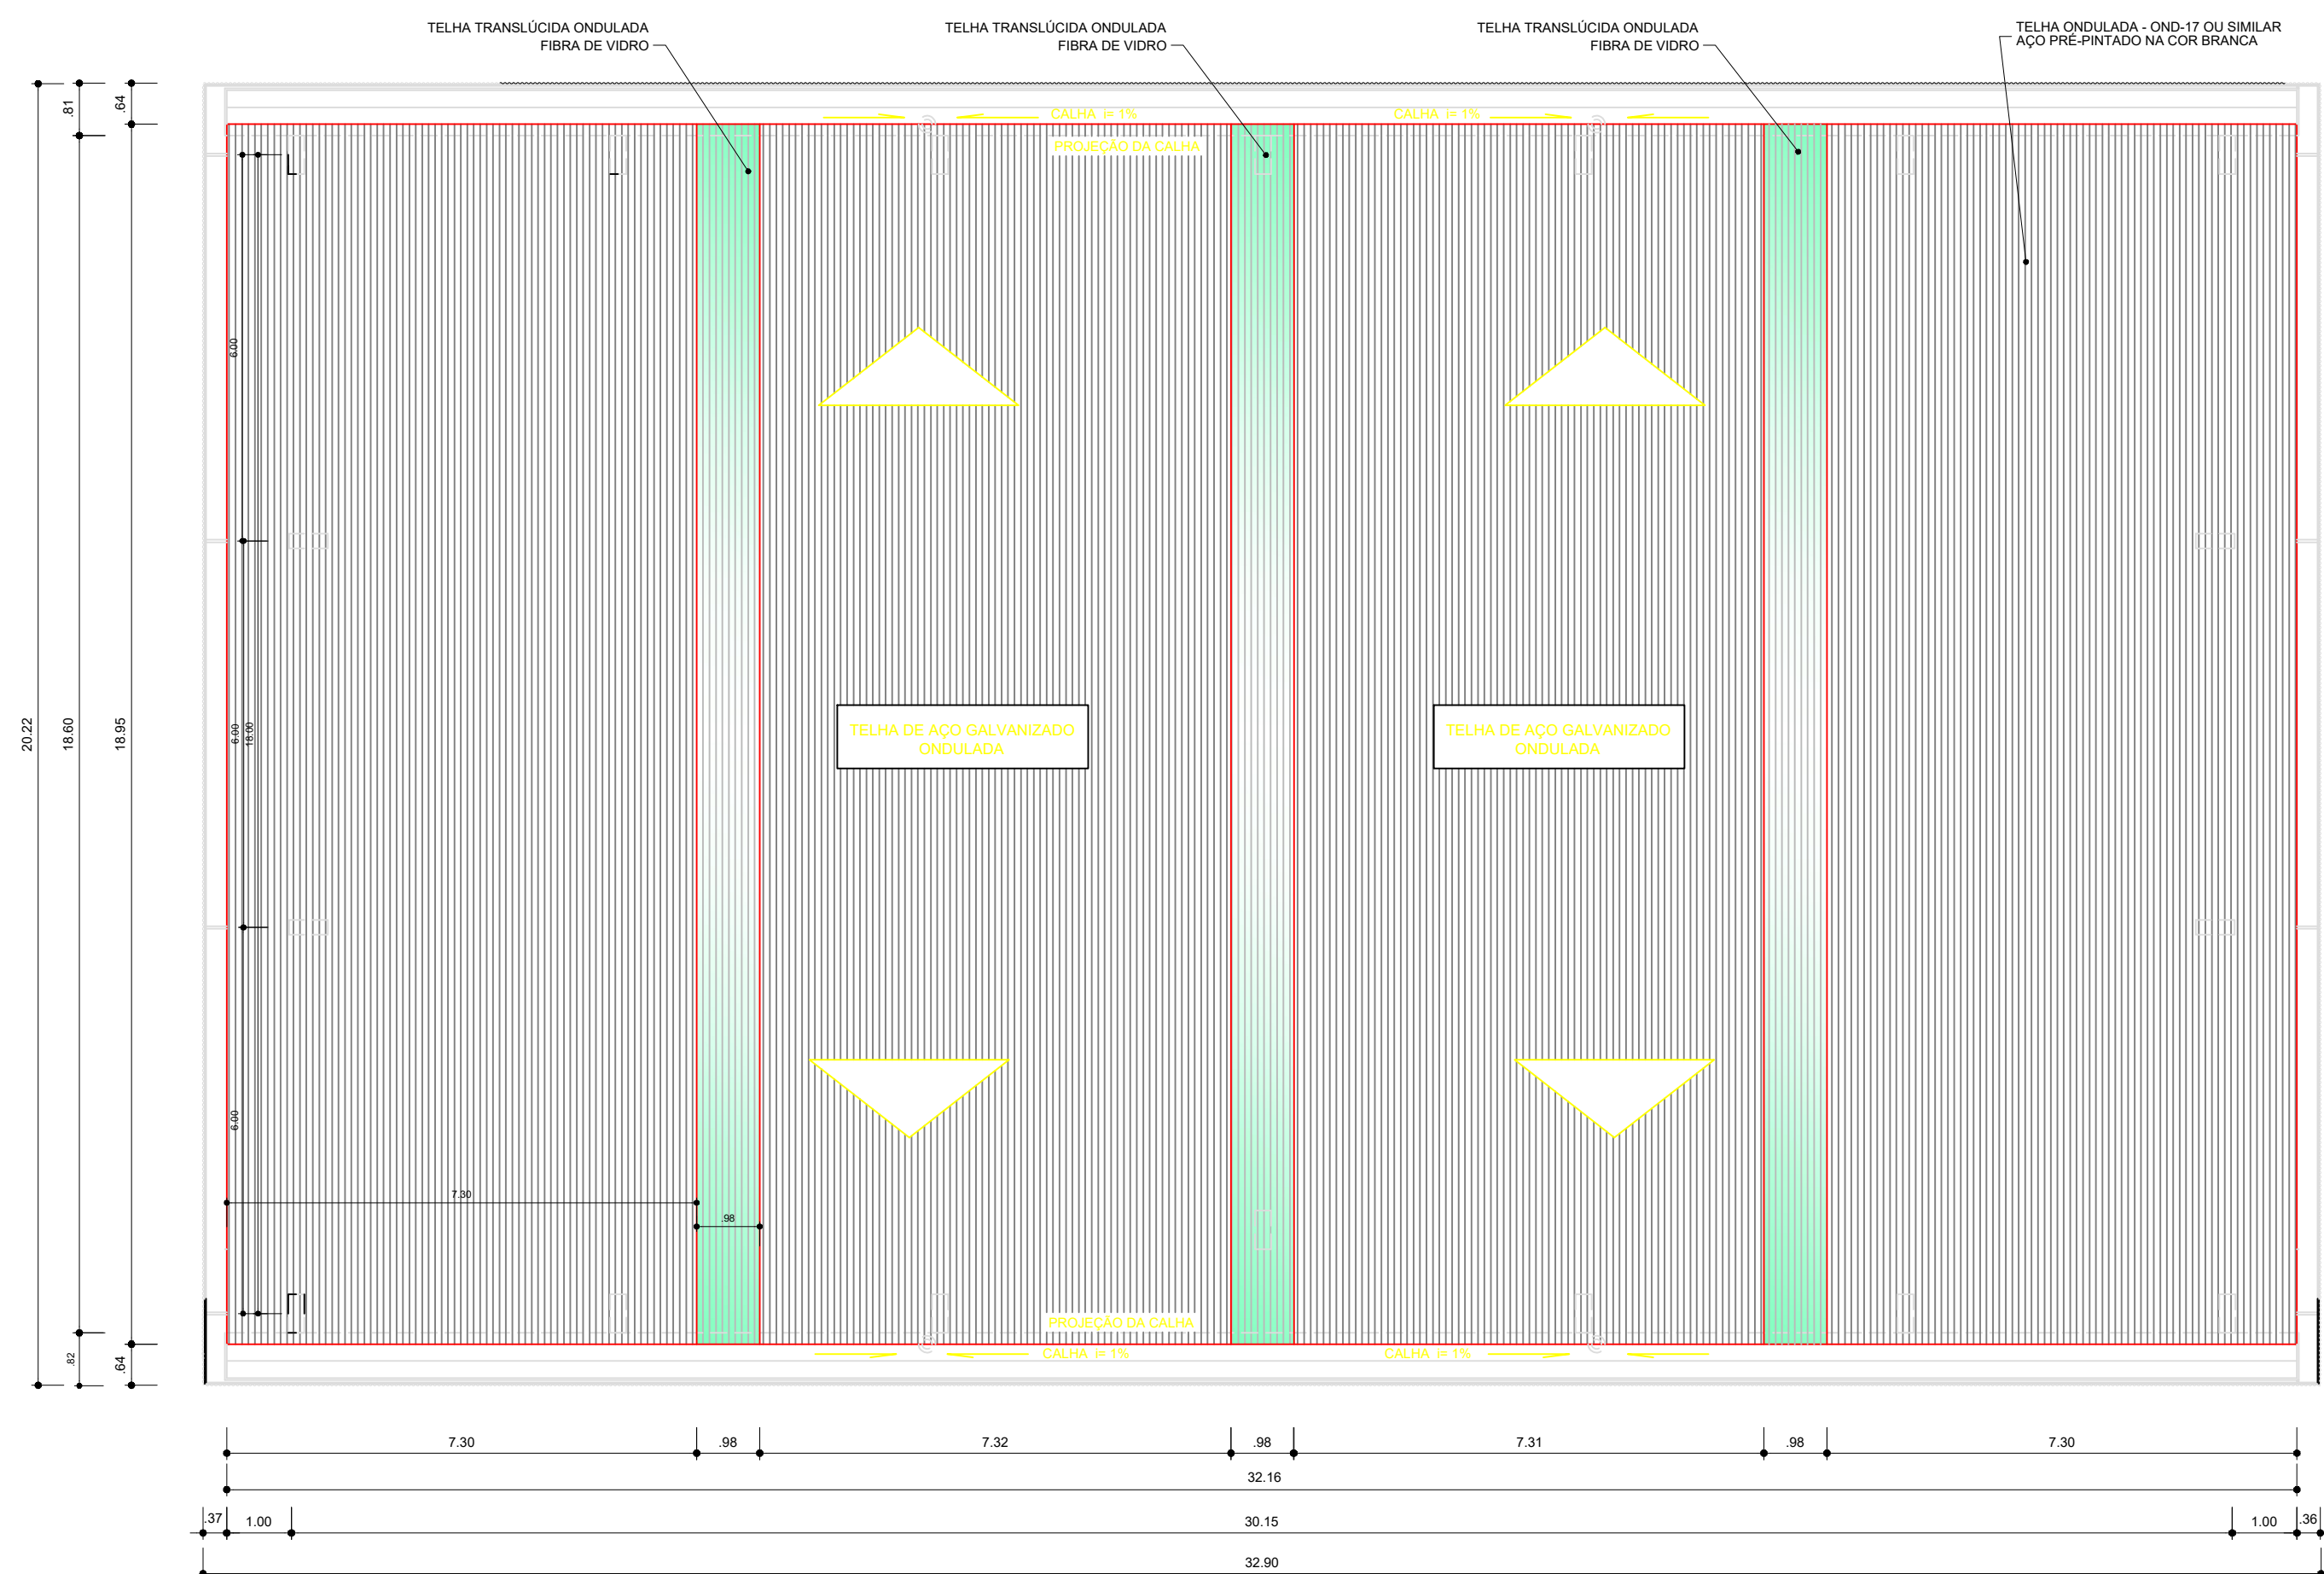 TELHA TRANSLÚCIDA ONDULADA
FIBRA DE VIDRO
TELHA TRANSLÚCIDA ONDULADA
FIBRA DE VIDRO
TELHA TRANSLÚCIDA ONDULADA
FIBRA DE VIDRO
TELHA ONDULADA - OND-17 OU SIMILAR
AÇO PRÉ-PINTADO NA COR BRANCA
.81
.64
CALHA i= 1%
CALHA i= 1%
PROJEÇÃO DA CALHA
6.00
20.22
18.60
18.95
6.00
18.00
TELHA DE AÇO GALVANIZADO
ONDULADA
TELHA DE AÇO GALVANIZADO
ONDULADA
6.00
7.30
.98
PROJEÇÃO DA CALHA
.82
.64
CALHA i= 1%
CALHA i= 1%
7.30
.98
7.32
.98
7.31
.98
7.30
32.16
.37
1.00
30.15
1.00
.36
32.90